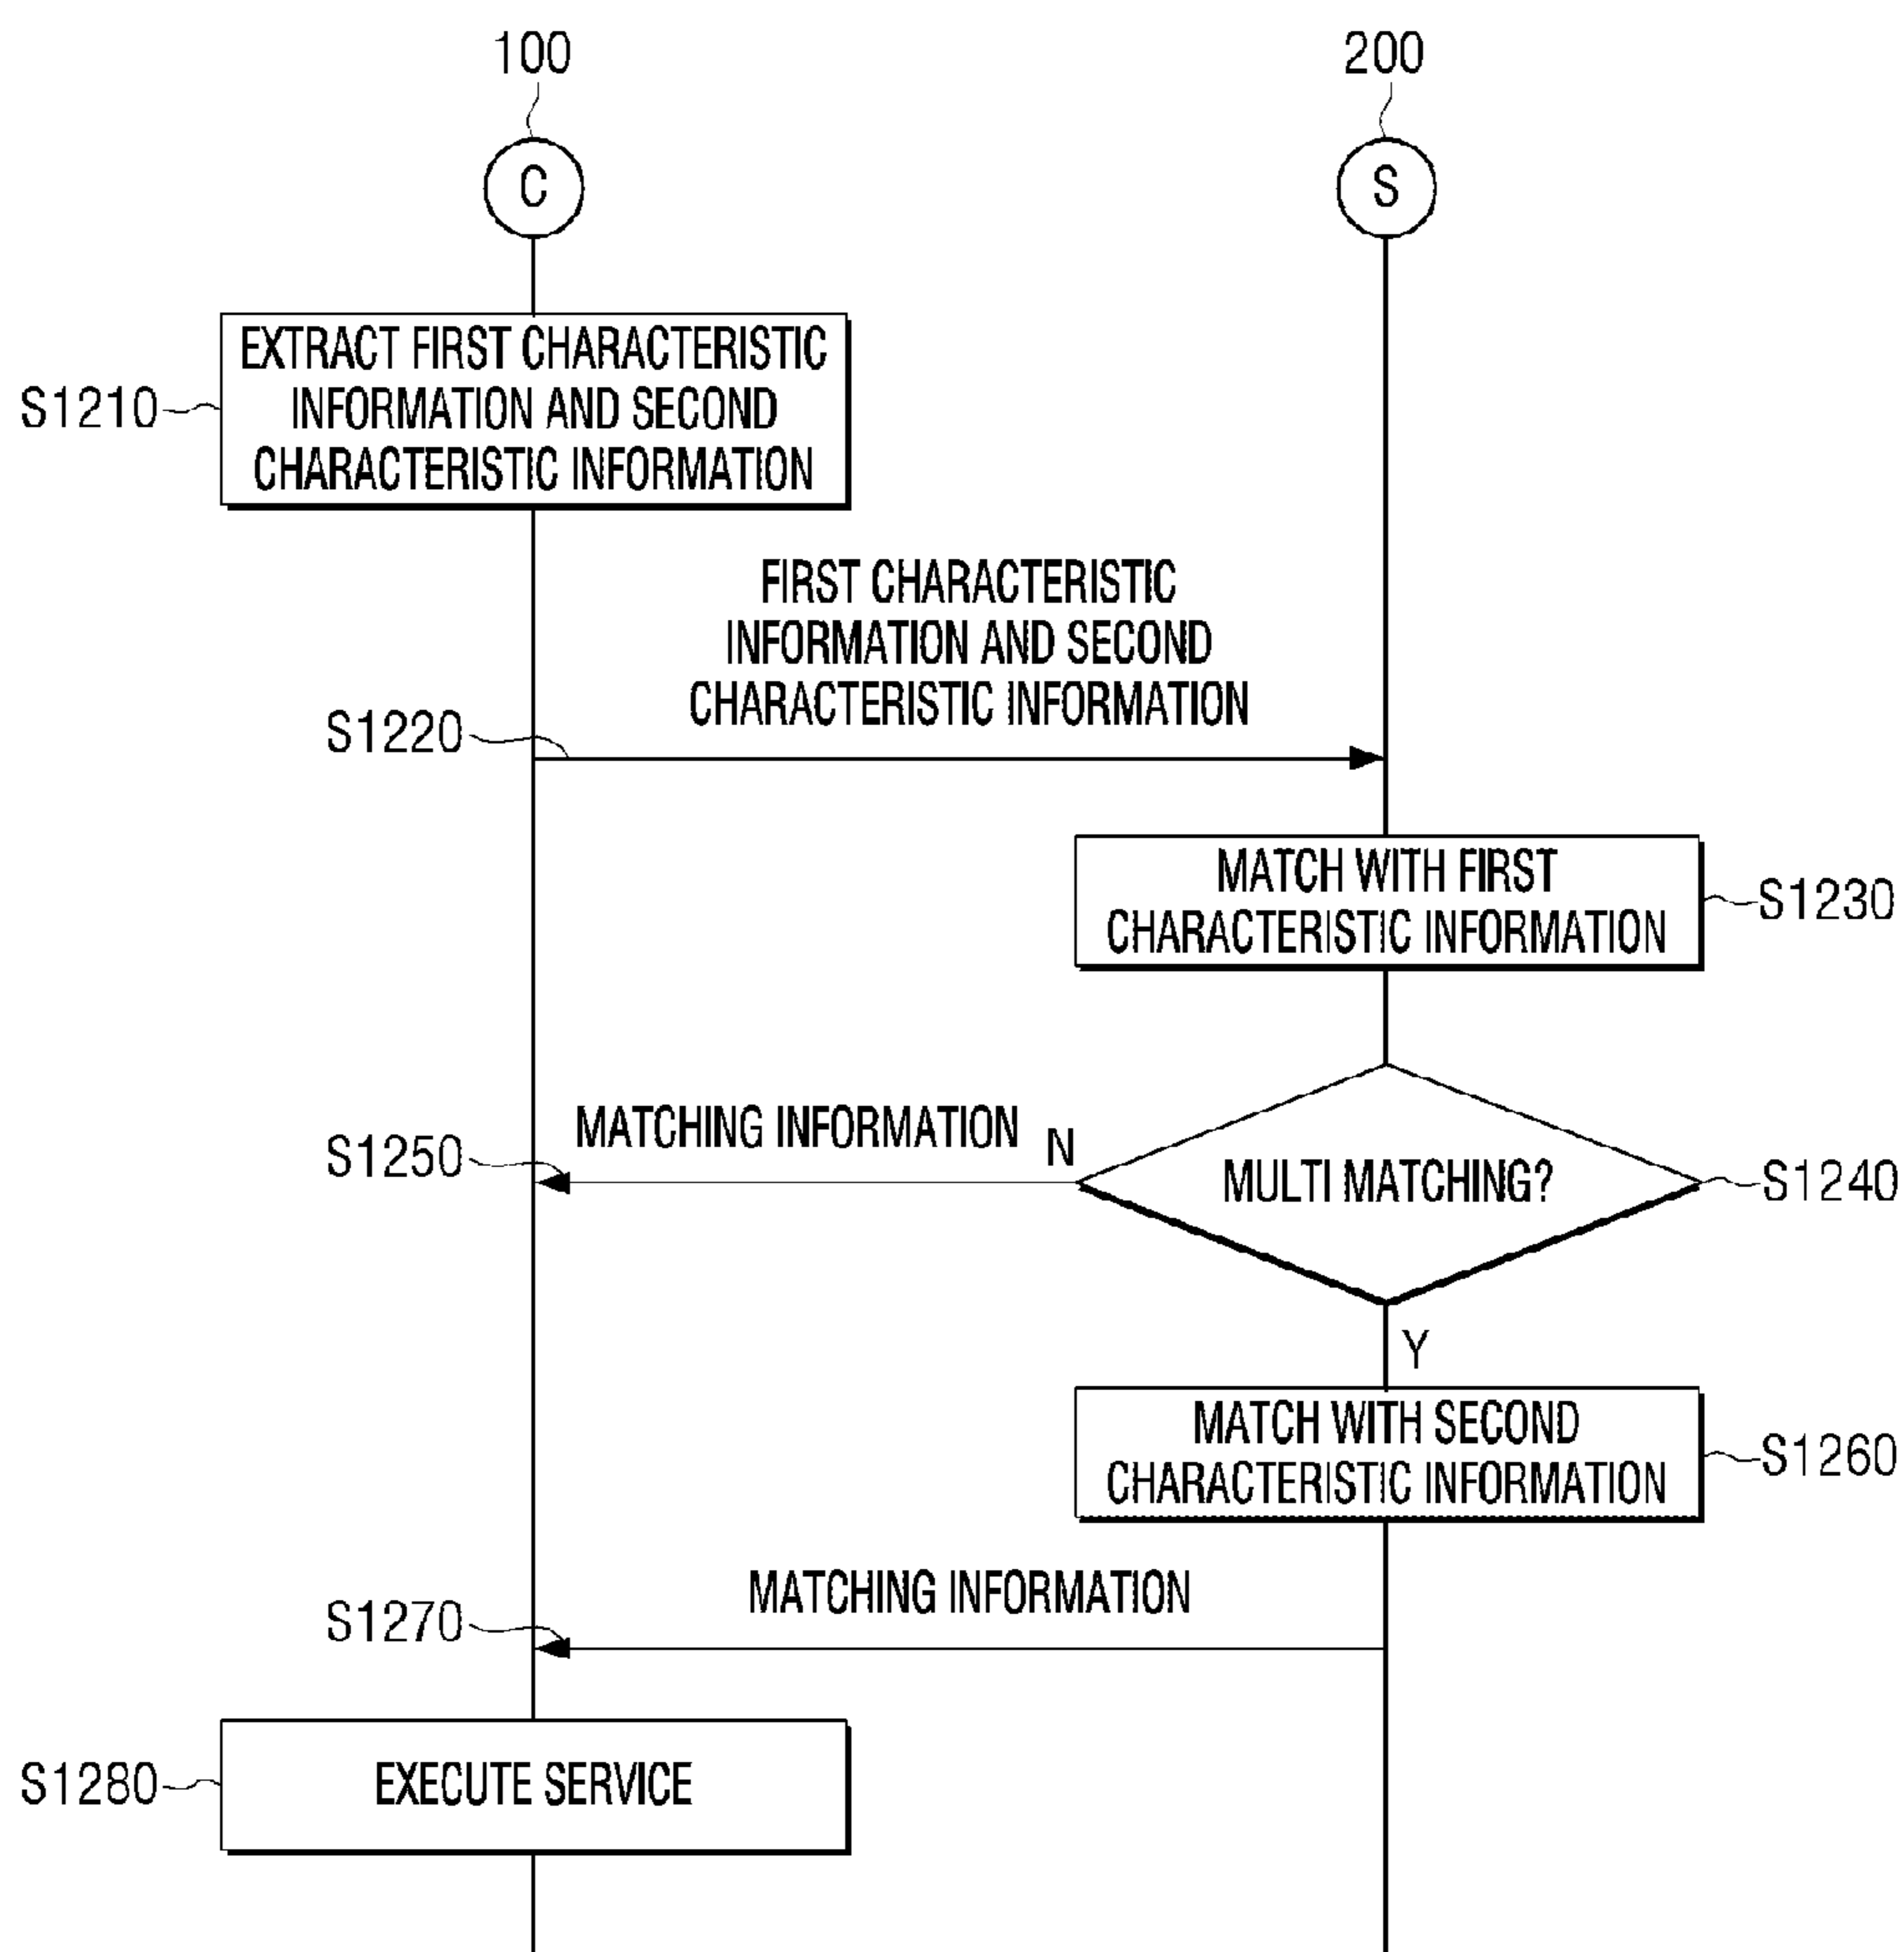 100
200
C
S
S1210
EXTRACT FIRST CHARACTERISTIC
INFORMATION AND SECOND
CHARACTERISTIC INFORMATION
FIRST CHARACTERISTIC
INFORMATION AND SECOND
CHARACTERISTIC INFORMATION
S1220
MATCH WITH FIRST
CHARACTERISTIC INFORMATION
S1230
MATCHING INFORMATION
N
S1250
MULTI MATCHING?
S1240
Y
MATCH WITH SECOND
CHARACTERISTIC INFORMATION
S1260
MATCHING INFORMATION
S1270
S1280
EXECUTE SERVICE